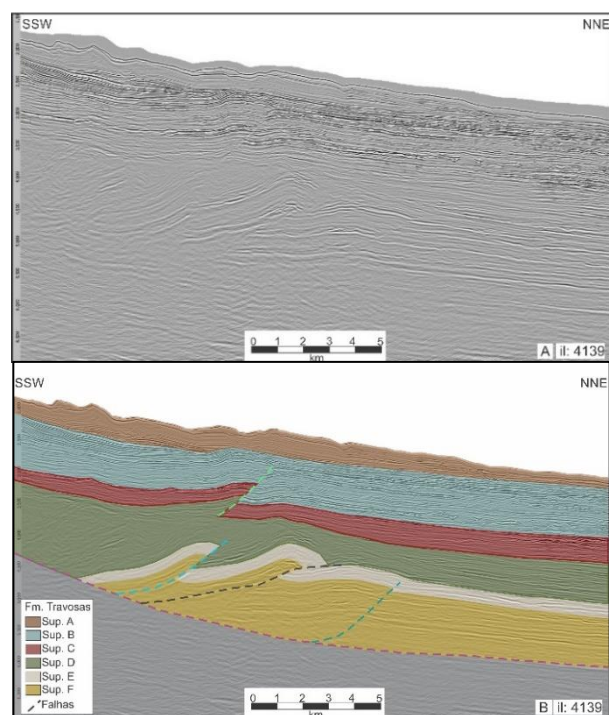 SSW NNE
0 1 2 3 4 5
km
A il: 4139
SSW NNE
Fm. Travosas
Sup. A
Sup. B
Sup. C
Sup. D
Sup. E
Sup. F
Falhas
0 1 2 3 4 5
km
B il: 4139